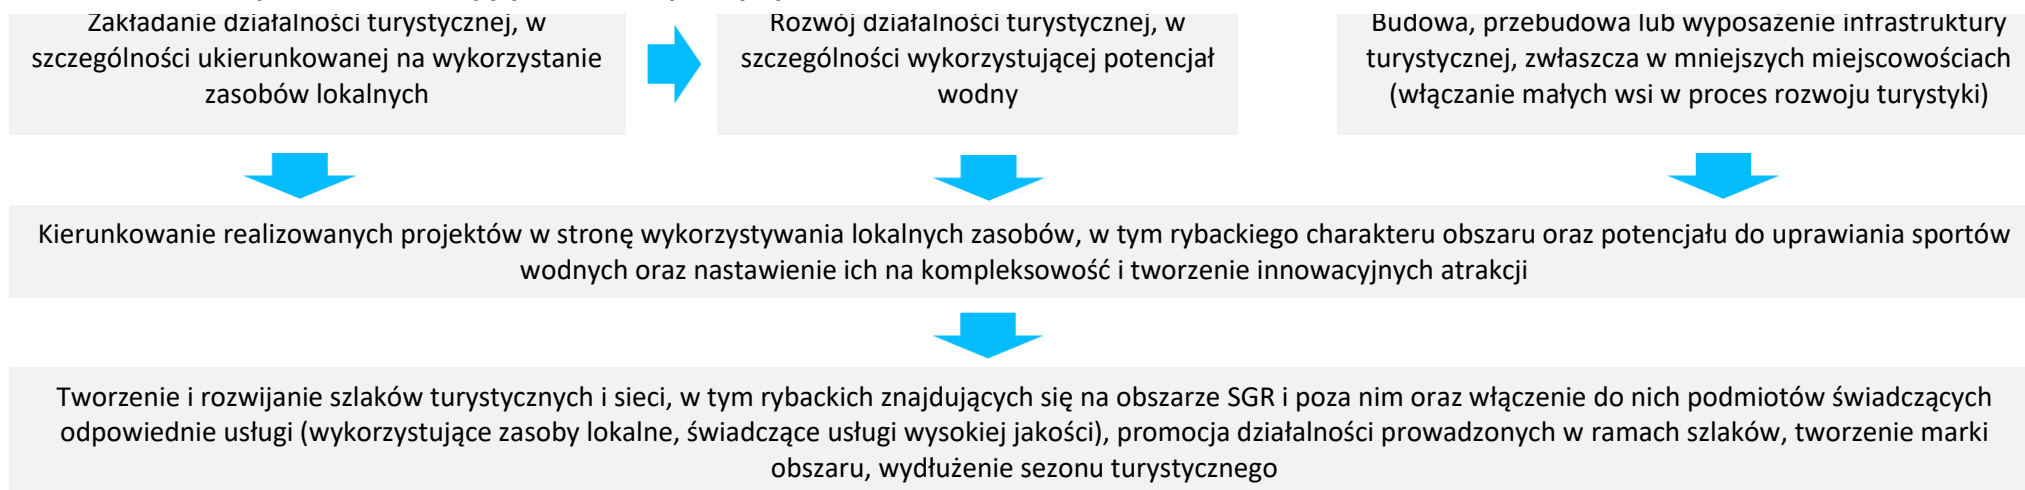 Zakładanie działalności turystycznej, w
szczególności ukierunkowanej na wykorzystanie
zasobów lokalnych
Rozwój działalności turystycznej, w
szczególności wykorzystującej potencjał
wodny
Budowa, przebudowa lub wyposażenie infrastruktury
turystycznej, zwłaszcza w mniejszych miejscowościach
(włączanie małych wsi w proces rozwoju turystyki)
Kierunkowanie realizowanych projektów w stronę wykorzystywania lokalnych zasobów, w tym rybackiego charakteru obszaru oraz potencjału do uprawiania sportów
wodnych oraz nastawienie ich na kompleksowość i tworzenie innowacyjnych atrakcji
Tworzenie i rozwijanie szlaków turystycznych i sieci, w tym rybackich znajdujących się na obszarze SGR i poza nim oraz włączenie do nich podmiotów świadczących
odpowiednie usługi (wykorzystujące zasoby lokalne, świadczące usługi wysokiej jakości), promocja działalności prowadzonych w ramach szlaków, tworzenie marki
obszaru, wydłużenie sezonu turystycznego